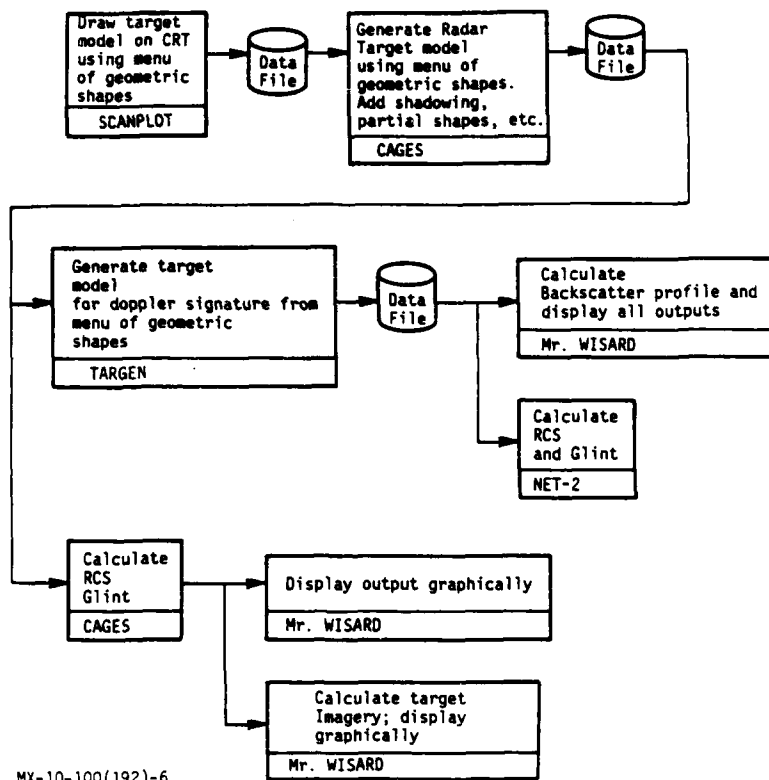 Draw target
model on CRT
using menu
of geometric
shapes
SCANPLOT
Data
File
Generate Radar
Target model
using menu of
geometric shapes.
Add shadowing,
partial shapes, etc.
CAGES
Data
File
Generate target
model
for doppler signature from
menu of geometric
shapes
TARGEN
Data
File
Calculate
Backscatter profile and
display all outputs
Mr. WISARD
Calculate
RCS
and Glint
NET-2
Calculate
RCS
Glint
CAGES
Display output graphically
Mr. WISARD
Calculate target
Imagery; display
graphically
Mr. WISARD
MX-10-100(192)-6